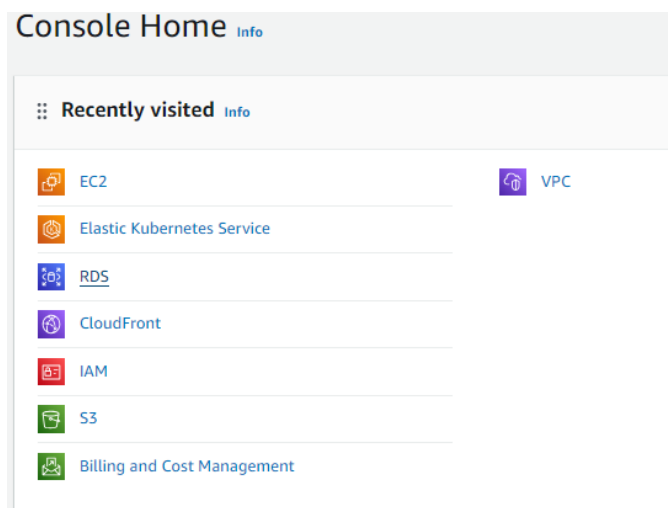 Console Home Info
Recently visited Info
EC2
Elastic Kubernetes Service
RDS
CloudFront
IAM
S3
Billing and Cost Management
VPC